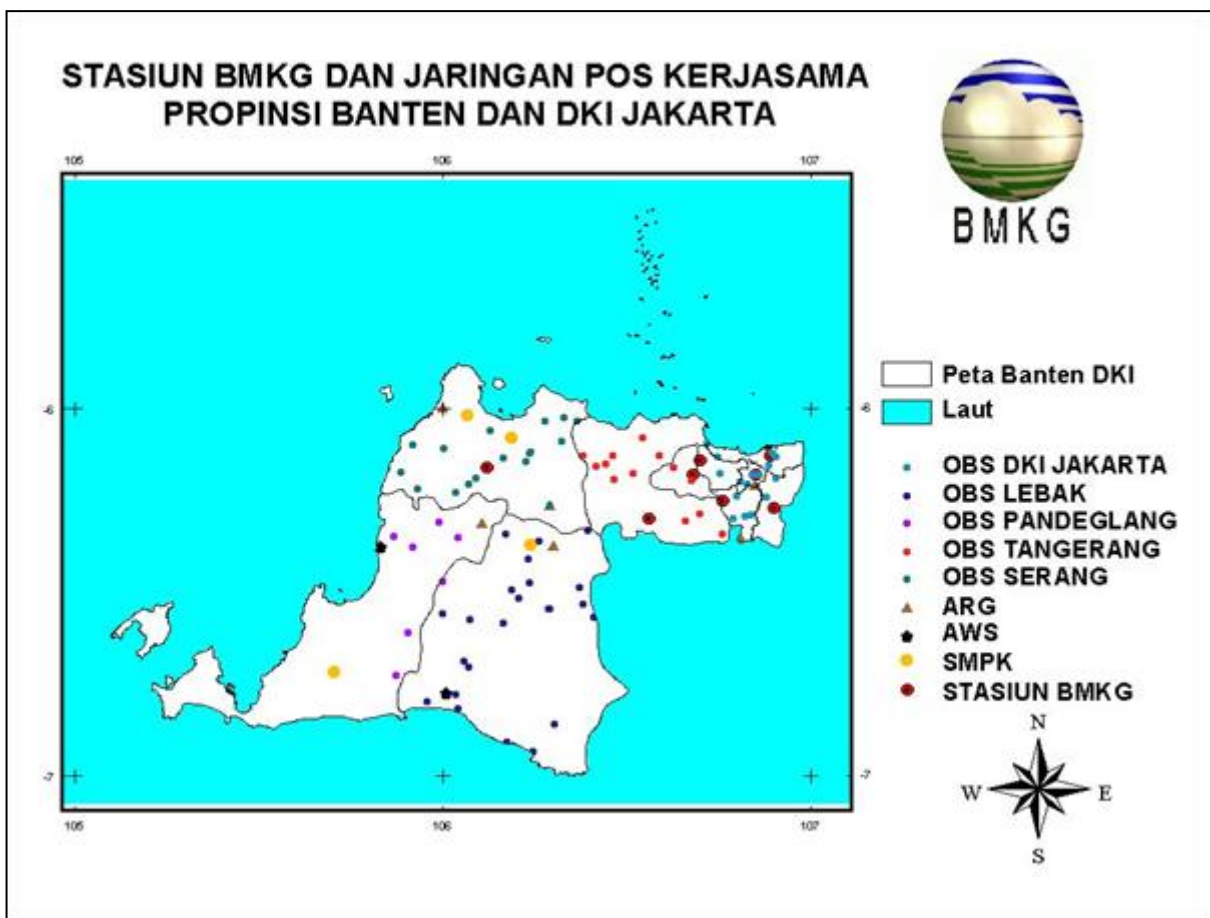 STASIUN BMKG DAN JARINGAN POS KERJASAMA
PROPINSI BANTEN DAN DKI JAKARTA
BMKG
105
106
107
-6
-6
-7
-7
105
106
107
Peta Banten DKI
Laut
OBS DKI JAKARTA
OBS LEBAK
OBS PANDEGLANG
OBS TANGERANG
OBS SERANG
ARG
AWS
SMPK
STASIUN BMKG
N
W E
S